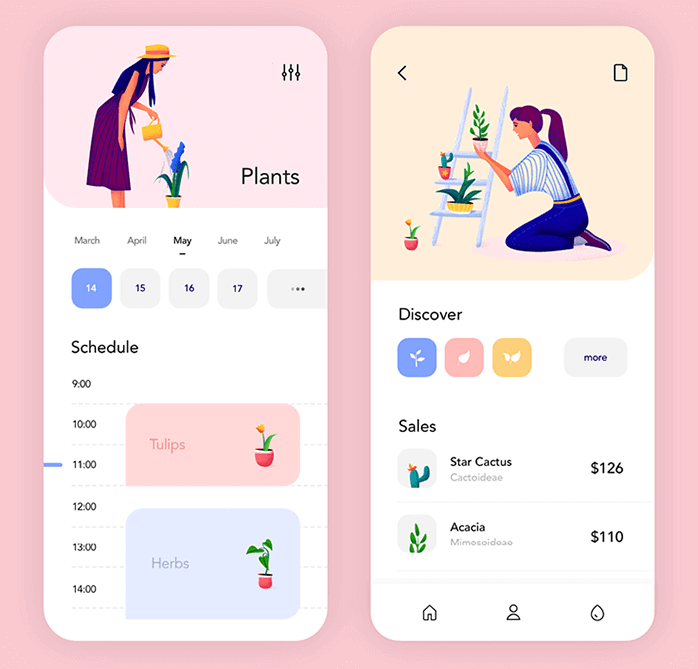 Plants
March April May June July
14 15 16 17
Schedule
9:00
10:00
Tulips
11:00
12:00
13:00
Herbs
14:00
Discover
more
Sales
Star Cactus
Cactoideae
$126
Acacia
Mimosoideae
$110